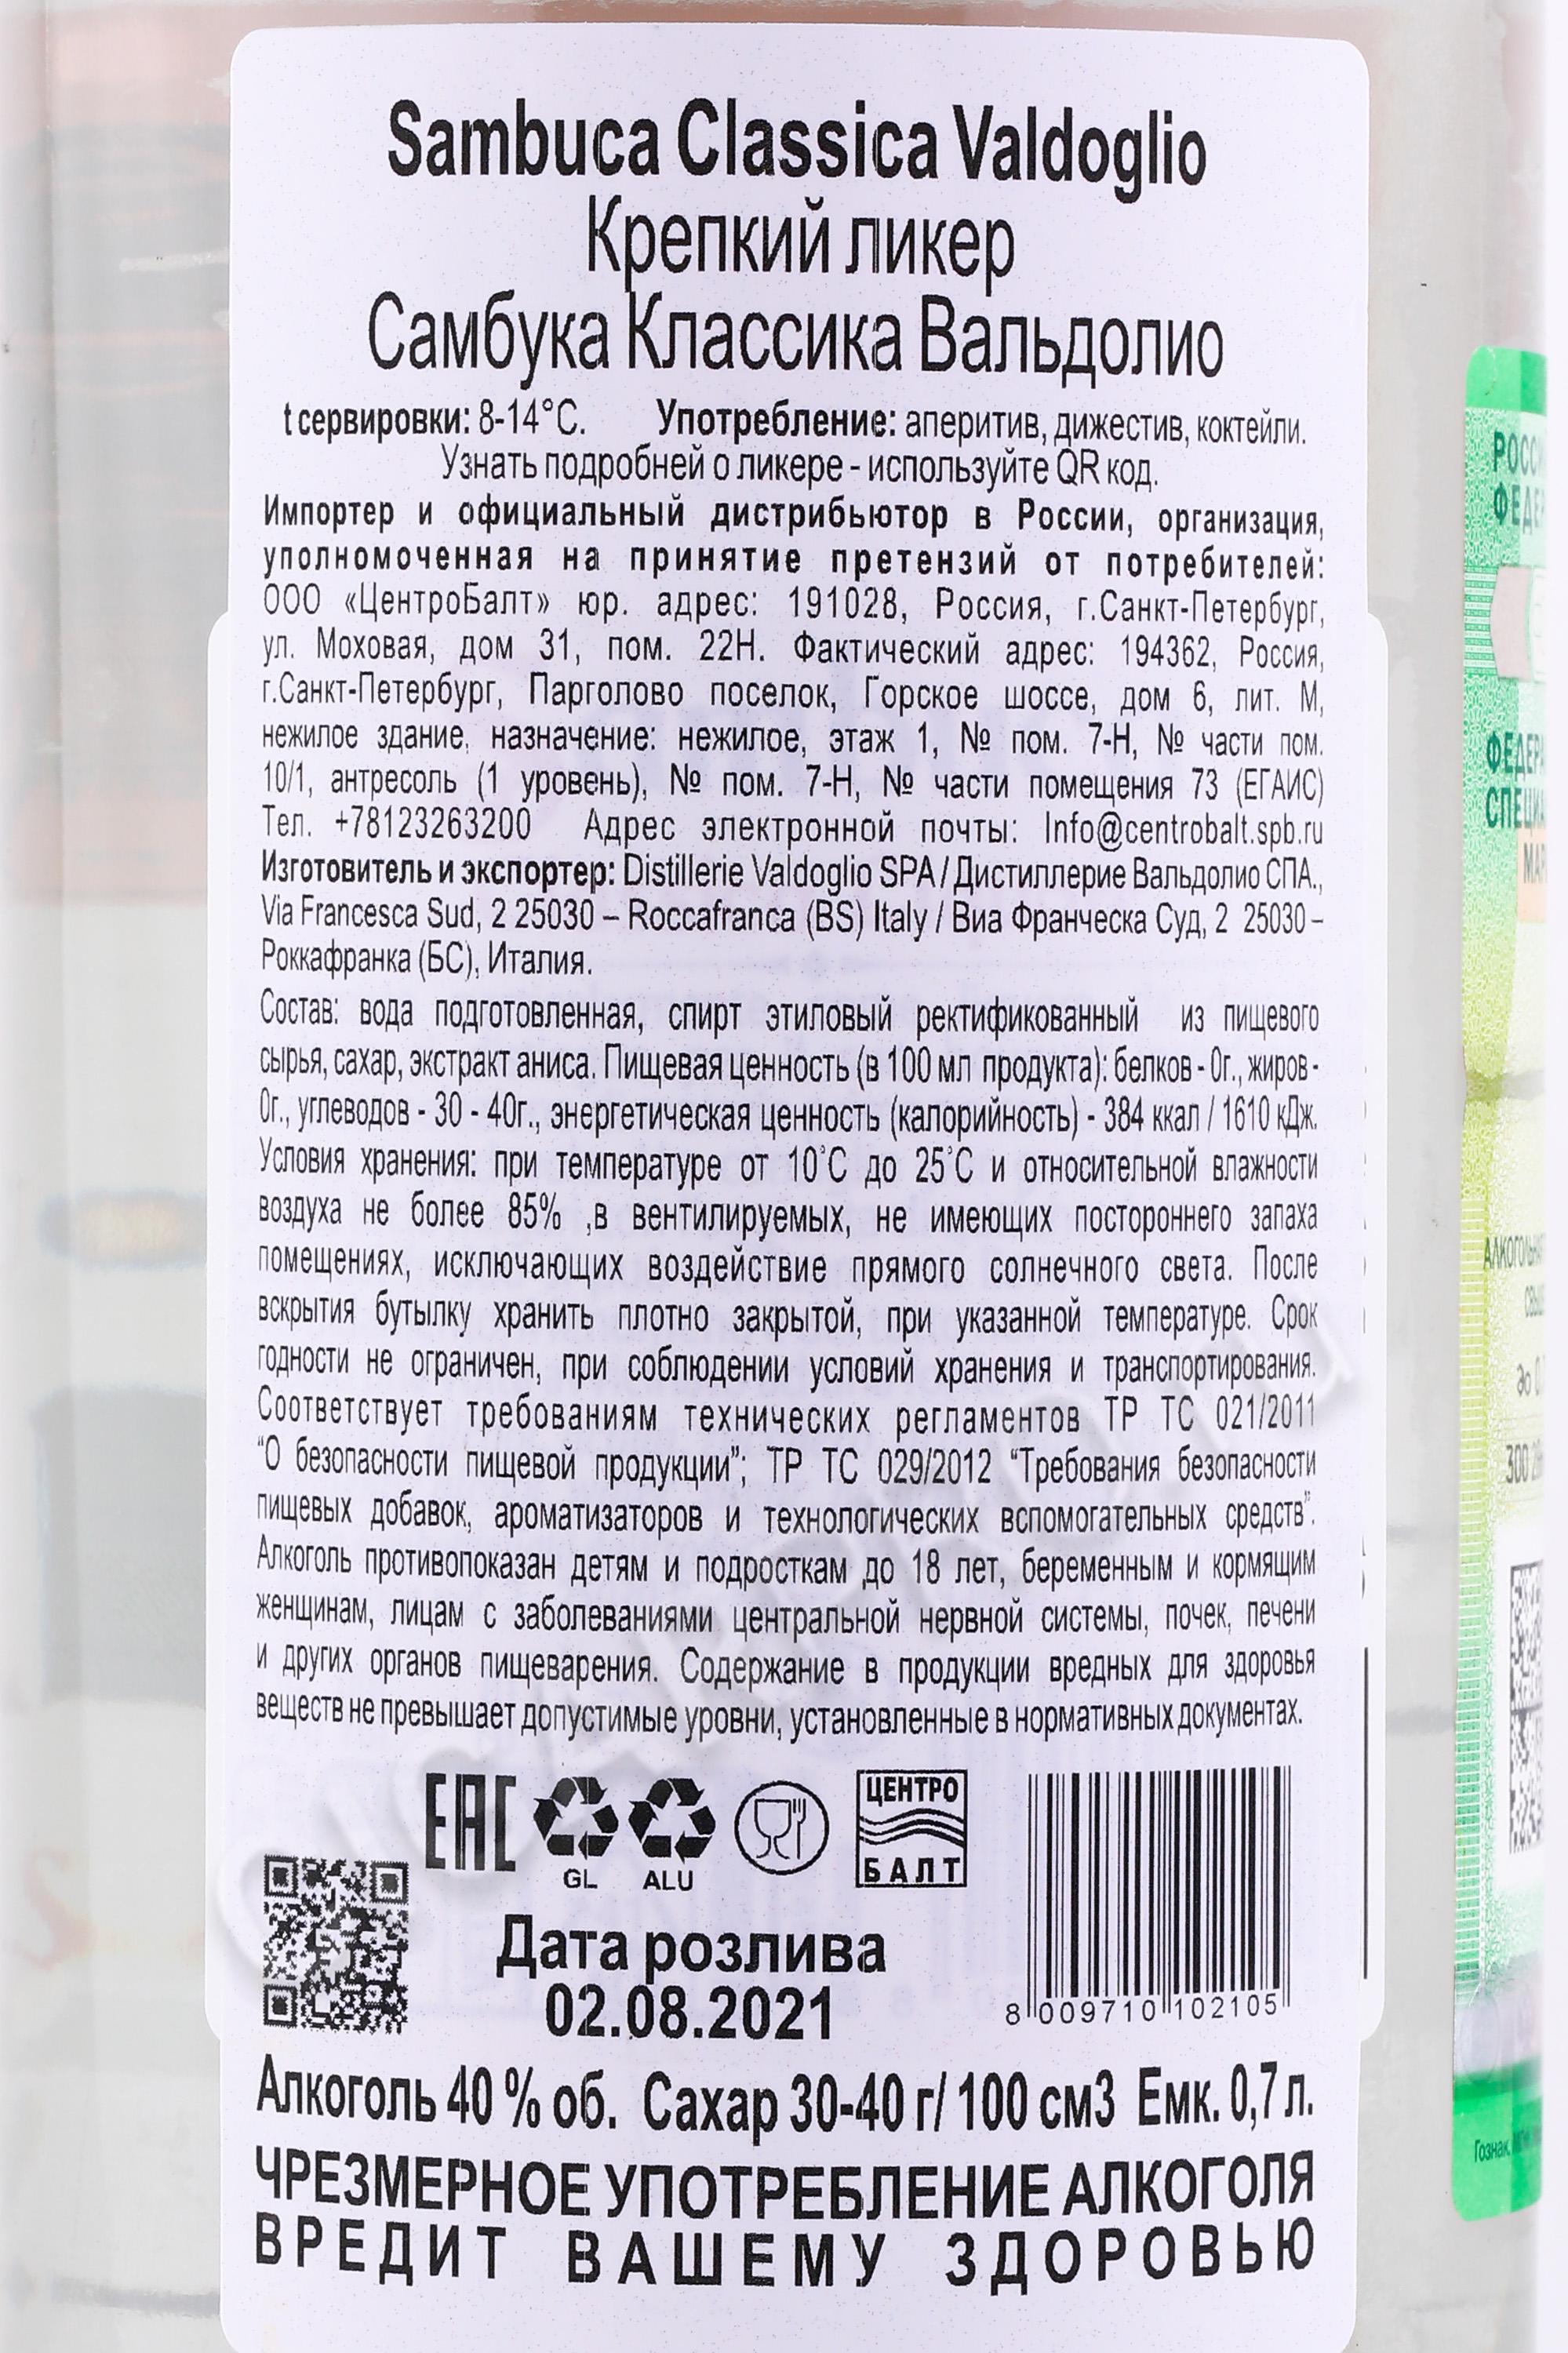 Sambuca Classica Valdoglio
Крепкий ликер
Самбука Классика Вальдолио
t сервировки: 8-14°C. Употребление: аперитив, дижестив, коктейли.
Узнать подробней о ликере - используйте QR код.
Импортер и официальный дистрибьютор в России, организация,
уполномоченная на принятие претензий от потребителей:
ООО «ЦентроБалт» юр. адрес: 191028, Россия, г.Санкт-Петербург,
ул. Моховая, дом 31, пом. 22Н. Фактический адрес: 194362, Россия,
г.Санкт-Петербург, Парголово поселок, Горское шоссе, дом 6, лит. М,
нежилое здание, назначение: нежилое, этаж 1, № пом. 7-Н, № части пом.
10/1, антресоль (1 уровень), № пом. 7-Н, № части помещения 73 (ЕГАИС)
Тел. +78123263200 Адрес электронной почты: Info@centrobalt.spb.ru
Изготовитель и экспортер: Distillerie Valdoglio SPA / Дистиллерие Вальдолио СПА.,
Via Francesca Sud, 2 25030 – Roccafranca (BS) Italy / Виа Франческа Суд, 2 25030 –
Роккафранка (БС), Италия.
Состав: вода подготовленная, спирт этиловый ректификованный из пищевого
сырья, сахар, экстракт аниса. Пищевая ценность (в 100 мл продукта): белков - 0г., жиров -
0г., углеводов - 30 - 40г., энергетическая ценность (калорийность) - 384 ккал / 1610 кДж.
Условия хранения: при температуре от 10°С до 25°С и относительной влажности
воздуха не более 85% ,в вентилируемых, не имеющих постороннего запаха
помещениях, исключающих воздействие прямого солнечного света. После
вскрытия бутылку хранить плотно закрытой, при указанной температуре. Срок
годности не ограничен, при соблюдении условий хранения и транспортирования.
Соответствует требованиям технических регламентов ТР ТС 021/2011
“О безопасности пищевой продукции”; ТР ТС 029/2012 “Требования безопасности
пищевых добавок, ароматизаторов и технологических вспомогательных средств”.
Алкоголь противопоказан детям и подросткам до 18 лет, беременным и кормящим
женщинам, лицам с заболеваниями центральной нервной системы, почек, печени
и других органов пищеварения. Содержание в продукции вредных для здоровья
веществ не превышает допустимые уровни, установленные в нормативных документах.
EAC
GL ALU
ЦЕНТРО
БАЛТ
Дата розлива
02.08.2021
8 009710 102105
Алкоголь 40 % об. Сахар 30-40 г/ 100 см3 Емк. 0,7 л.
ЧРЕЗМЕРНОЕ УПОТРЕБЛЕНИЕ АЛКОГОЛЯ
ВРЕДИТ ВАШЕМУ ЗДОРОВЬЮ